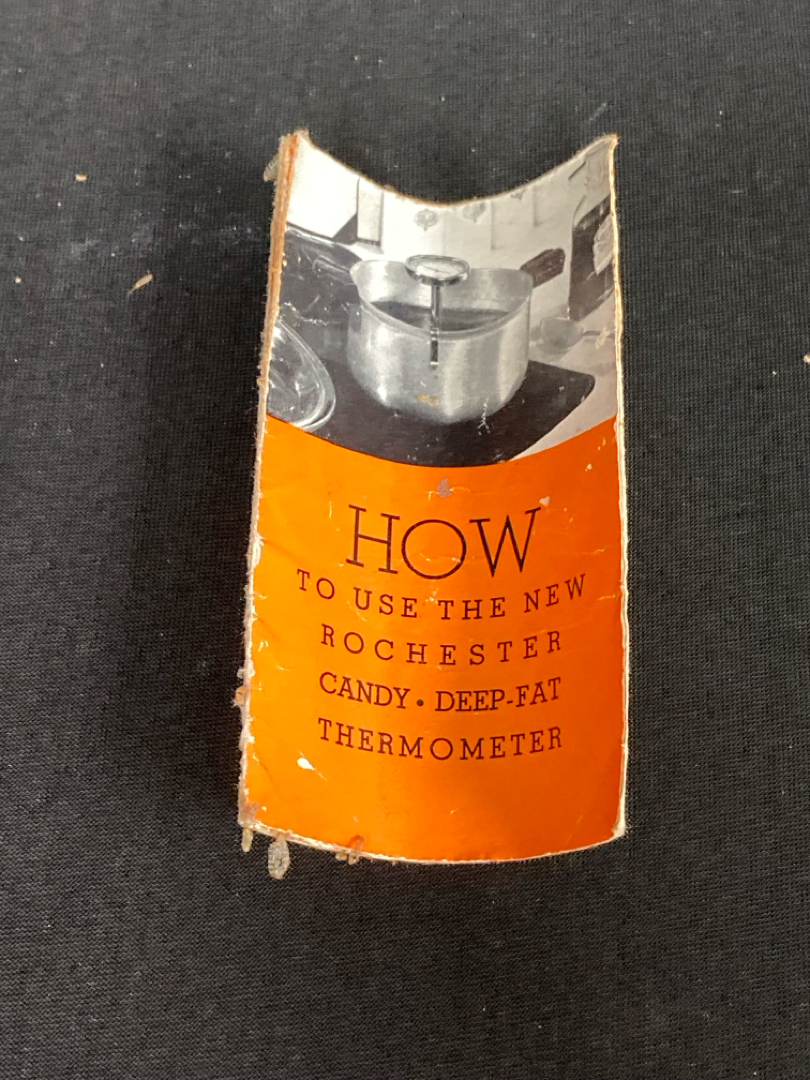 HOW
TO USE THE NEW
ROCHESTER
CANDY • DEEP-FAT
THERMOMETER